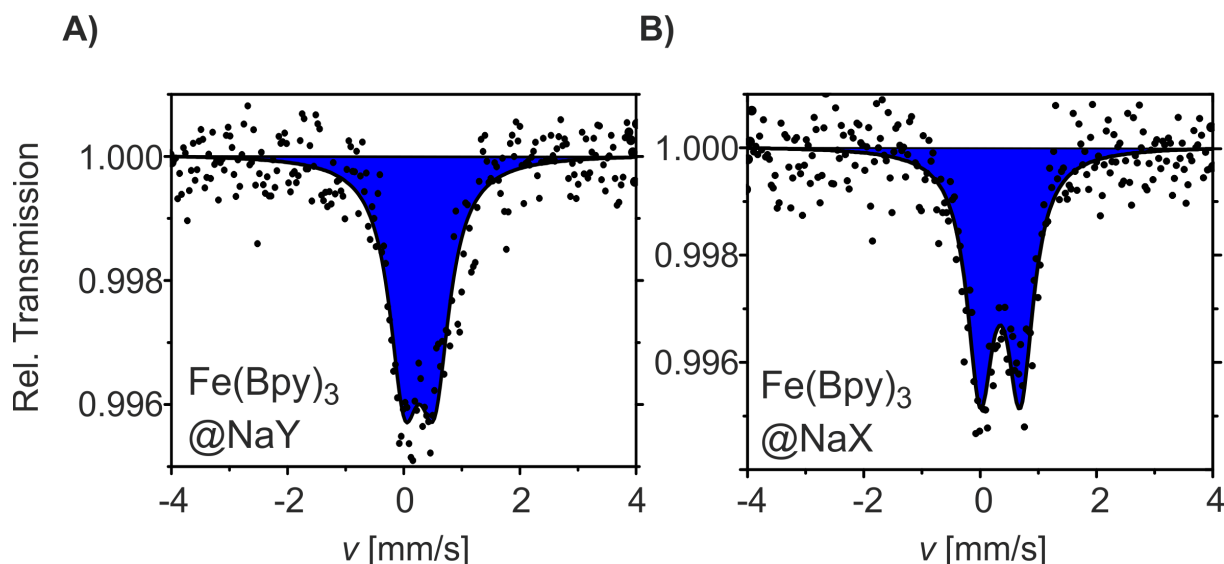 A)
B)
Rel. Transmission
1.000
0.998
0.996
Fe(Bpy)₃
@NaY
-4 -2 0 2 4
v [mm/s]
1.000
0.998
0.996
Fe(Bpy)₃
@NaX
-4 -2 0 2 4
v [mm/s]